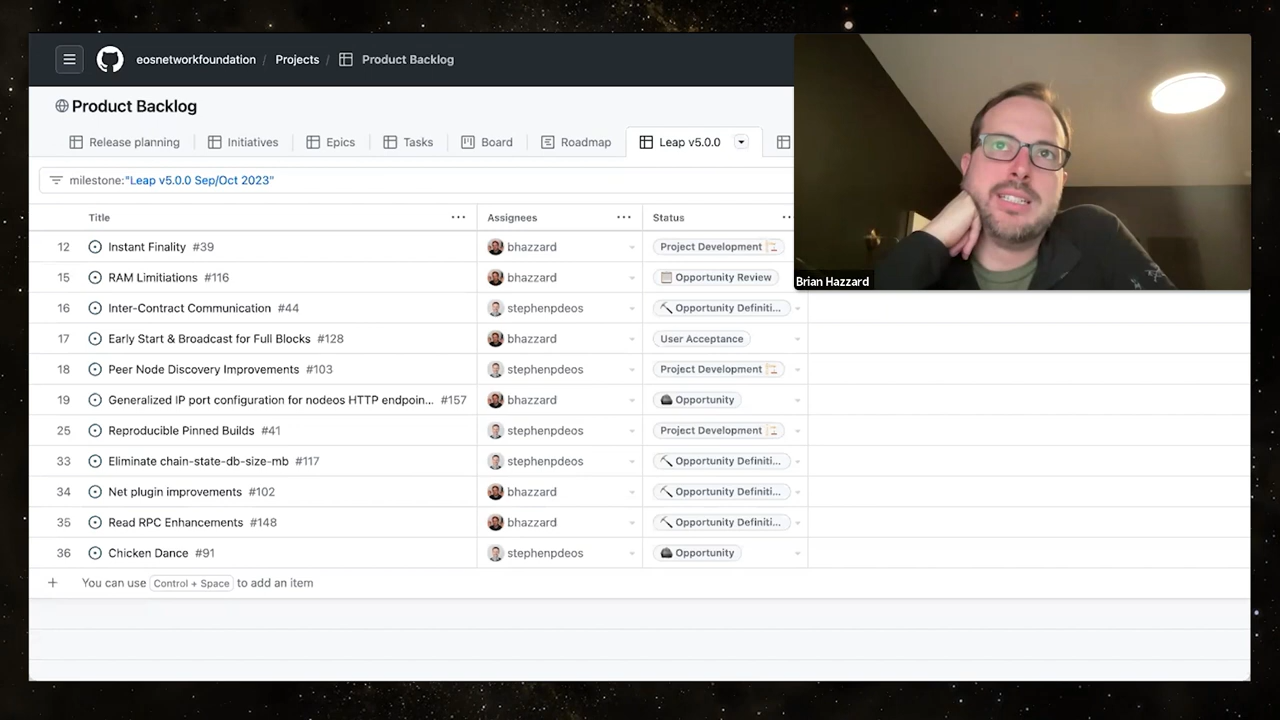 eosnetworkfoundation / Projects / Product Backlog
Product Backlog
Release planning Initiatives Epics Tasks Board Roadmap Leap v5.0.0
milestone:"Leap v5.0.0 Sep/Oct 2023"
Title ... Assignees ... Status ...
12 Instant Finality #39 bhazzard Project Development
15 RAM Limitiations #116 bhazzard Opportunity Review
16 Inter-Contract Communication #44 stephenpdeos Opportunity Definiti...
17 Early Start & Broadcast for Full Blocks #128 bhazzard User Acceptance
18 Peer Node Discovery Improvements #103 stephenpdeos Project Development
19 Generalized IP port configuration for nodeos HTTP endpoin... #157 bhazzard Opportunity
25 Reproducible Pinned Builds #41 stephenpdeos Project Development
33 Eliminate chain-state-db-size-mb #117 stephenpdeos Opportunity Definiti...
34 Net plugin improvements #102 bhazzard Opportunity Definiti...
35 Read RPC Enhancements #148 bhazzard Opportunity Definiti...
36 Chicken Dance #91 stephenpdeos Opportunity
+ You can use Control + Space to add an item
Brian Hazzard